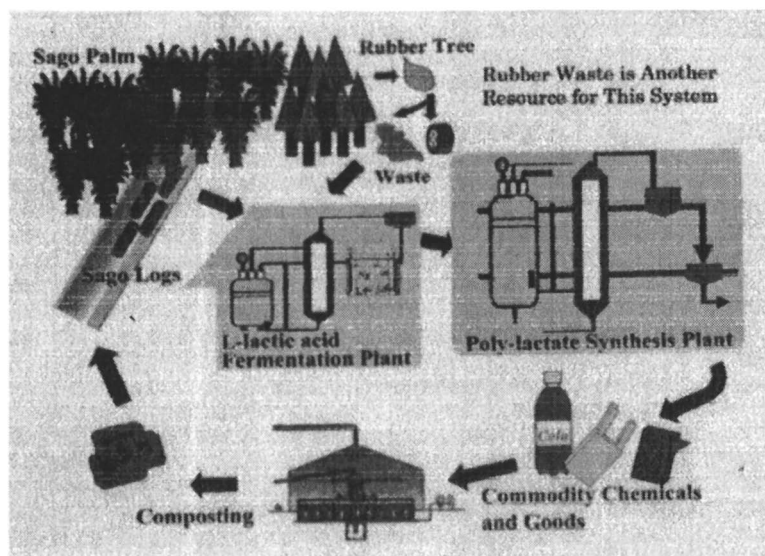 Sago Palm
Rubber Tree
Rubber Waste is Another
Resource for This System
Waste
Sago Logs
L-lactic acid
Fermentation Plant
Poly-lactate Synthesis Plant
Cola
Commodity Chemicals
and Goods
Composting